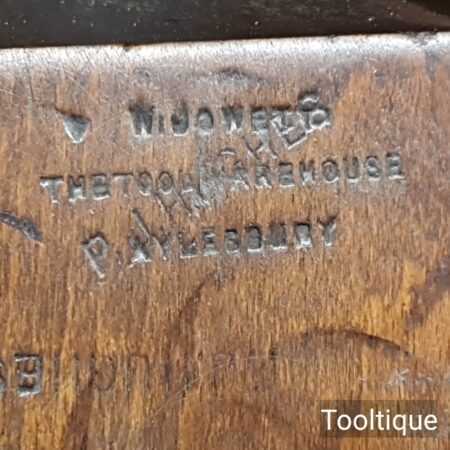 W.JOWETT
THE TOOL WAREHOUSE
AYLESBURY
Tooltique